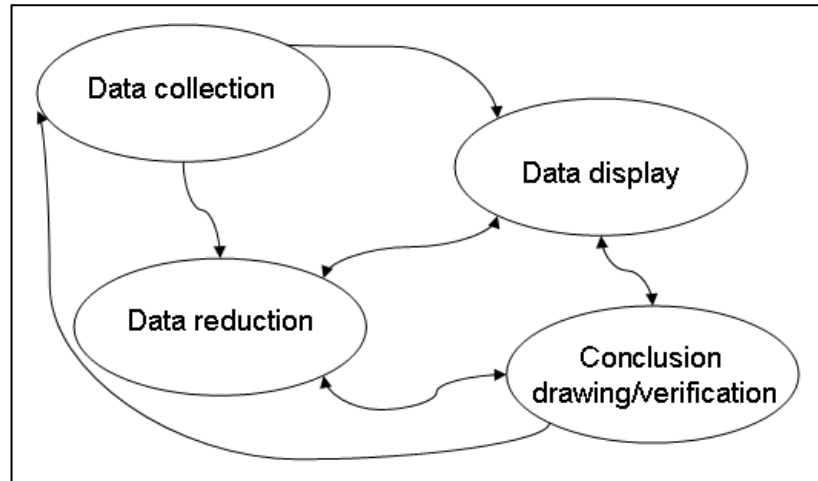 Data collection
Data display
Data reduction
Conclusion
drawing/verification